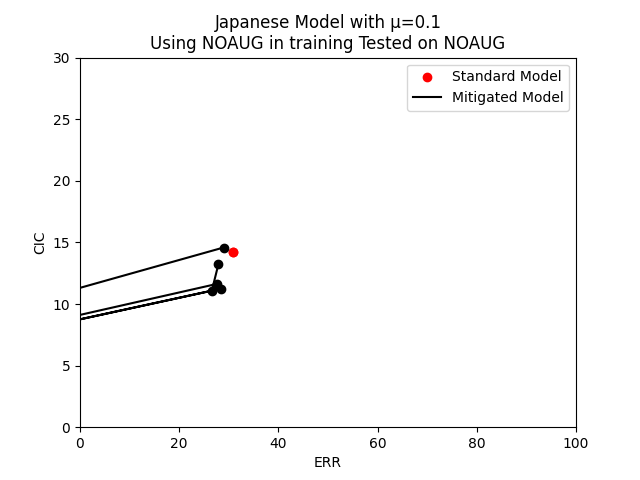 Japanese Model with μ=0.1
Using NOAUG in training Tested on NOAUG
Standard Model
Mitigated Model
30
25
20
15
10
5
0
CIC
0 20 40 60 80 100
ERR